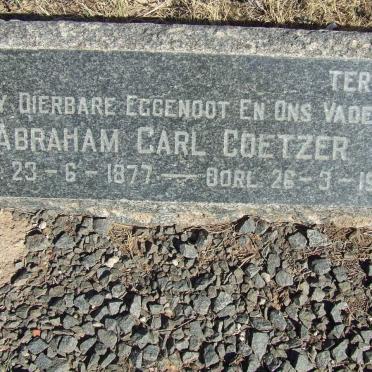 TER
DIERBARE EGGENOOT EN ONS VADE
ABRAHAM CARL COETZER
23-6-1877 — OORL 26-3-19